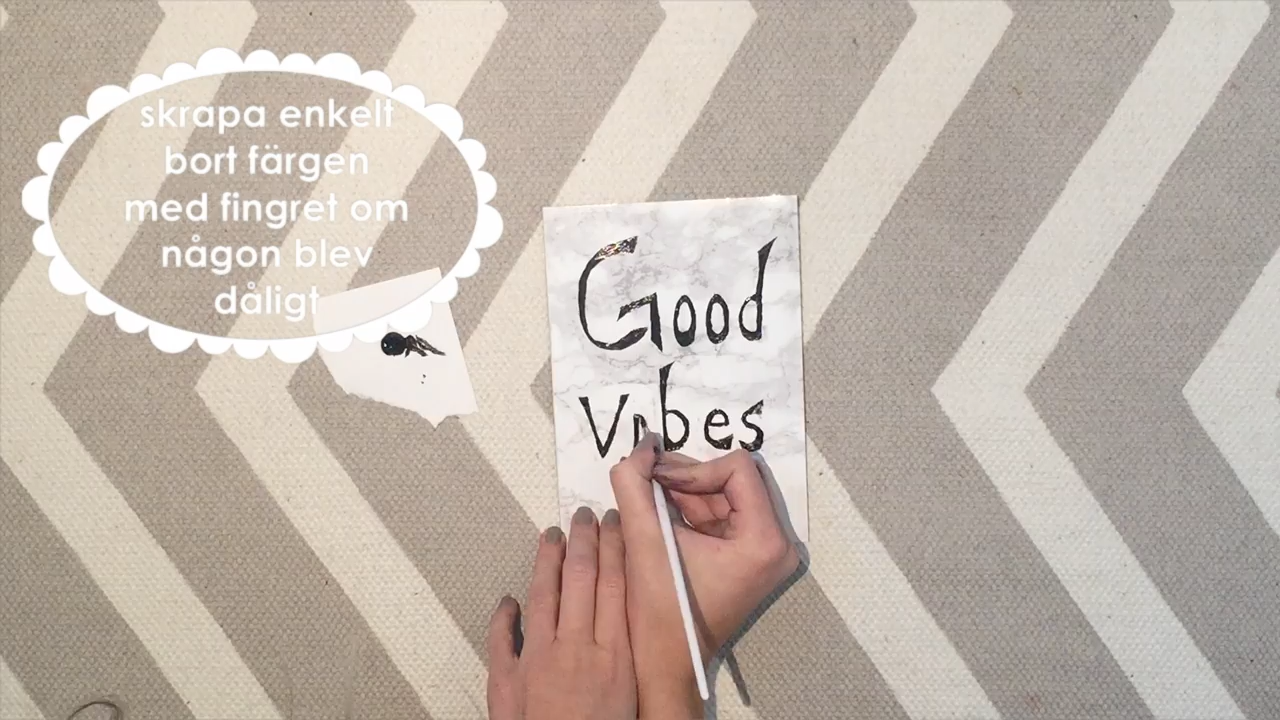 skrapa enkelt
bort färgen
med fingret om
någon blev
dåligt
Good
vibes